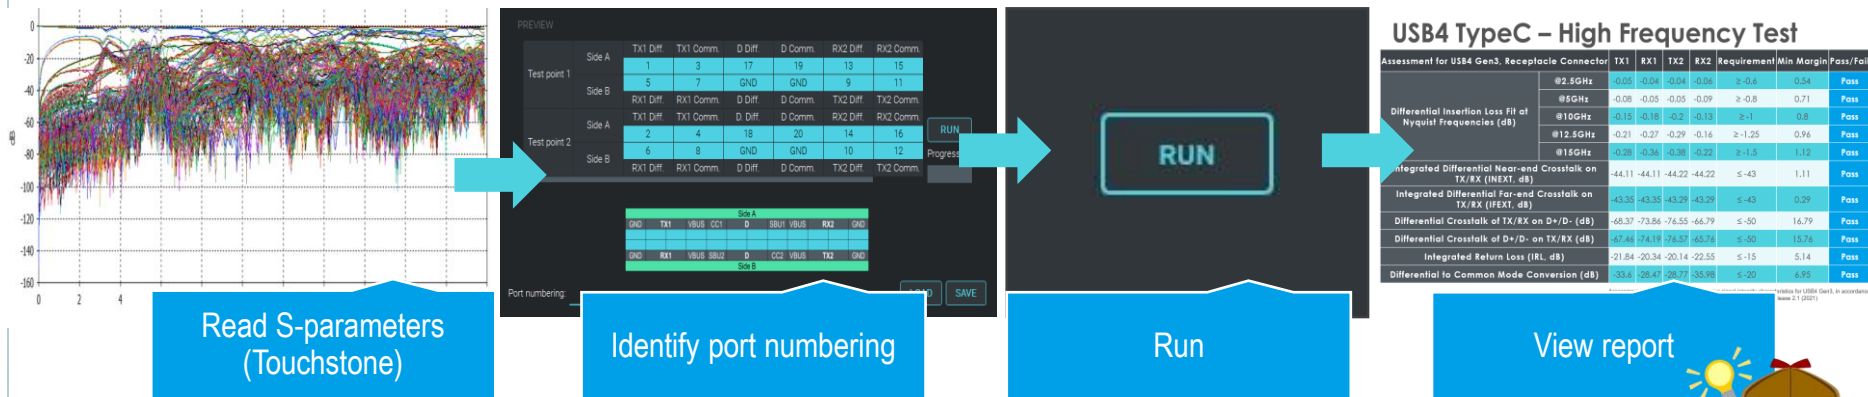 0
-20
-40
-60
-80
-100
-120
-140
-160
dB
0 2 4
Read S-parameters
(Touchstone)
PREVIEW
TX1 Diff. TX1 Comm. D Diff. D Comm. RX2 Diff. RX2 Comm.
Test point 1 Side A 1 3 17 19 13 15
Side B 5 7 GND GND 9 11
RX1 Diff. RX1 Comm. D Diff. D Comm. TX2 Diff. TX2 Comm.
TX1 Diff. TX1 Comm. D. Diff. D Comm. RX2 Diff. RX2 Comm.
Test point 2 Side A 2 4 18 20 14 16
Side B 6 8 GND GND 10 12
RX1 Diff. RX1 Comm. D Diff. D Comm. TX2 Diff. TX2 Comm.
RUN
Progress
Side A
GND TX1 VBUS CC1 D SBU1 VBUS RX2 GND
GND RX1 VBUS SBU2 D CC2 VBUS TX2 GND
Side B
Port numbering:
SAVE
Identify port numbering
RUN
Run
USB4 TypeC – High Frequency Test
Assessment for USB4 Gen3, Receptacle Connector TX1 RX1 TX2 RX2 Requirement Min Margin Pass/Fail
Differential Insertion Loss Fit at
Nyquist Frequencies (dB)
@2.5GHz -0.05 -0.04 -0.04 -0.06 ≥ -0.6 0.54 Pass
@5GHz -0.08 -0.05 -0.05 -0.09 ≥ -0.8 0.71 Pass
@10GHz -0.15 -0.18 -0.2 -0.13 ≥ -1 0.8 Pass
@12.5GHz -0.21 -0.27 -0.29 -0.16 ≥ -1.25 0.96 Pass
@15GHz -0.28 -0.36 -0.38 -0.22 ≥ -1.5 1.12 Pass
Integrated Differential Near-end Crosstalk on
TX/RX (INEXT, dB) -44.11 -44.11 -44.22 -44.22 ≤ -43 1.11 Pass
Integrated Differential Far-end Crosstalk on
TX/RX (IFEXT, dB) -43.35 -43.35 -43.29 -43.29 ≤ -43 0.29 Pass
Differential Crosstalk of TX/RX on D+/D- (dB) -68.37 -73.86 -76.55 -66.79 ≤ -50 16.79 Pass
Differential Crosstalk of D+/D- on TX/RX (dB) -67.46 -74.19 -76.57 -65.76 ≤ -50 15.76 Pass
Integrated Return Loss (IRL, dB) -21.84 -20.34 -20.14 -22.55 ≤ -15 5.14 Pass
Differential to Common Mode Conversion (dB) -33.6 -28.47 -28.77 -35.98 ≤ -20 6.95 Pass
for USB4 Gen3, in accordance
2.1 (2021)
View report